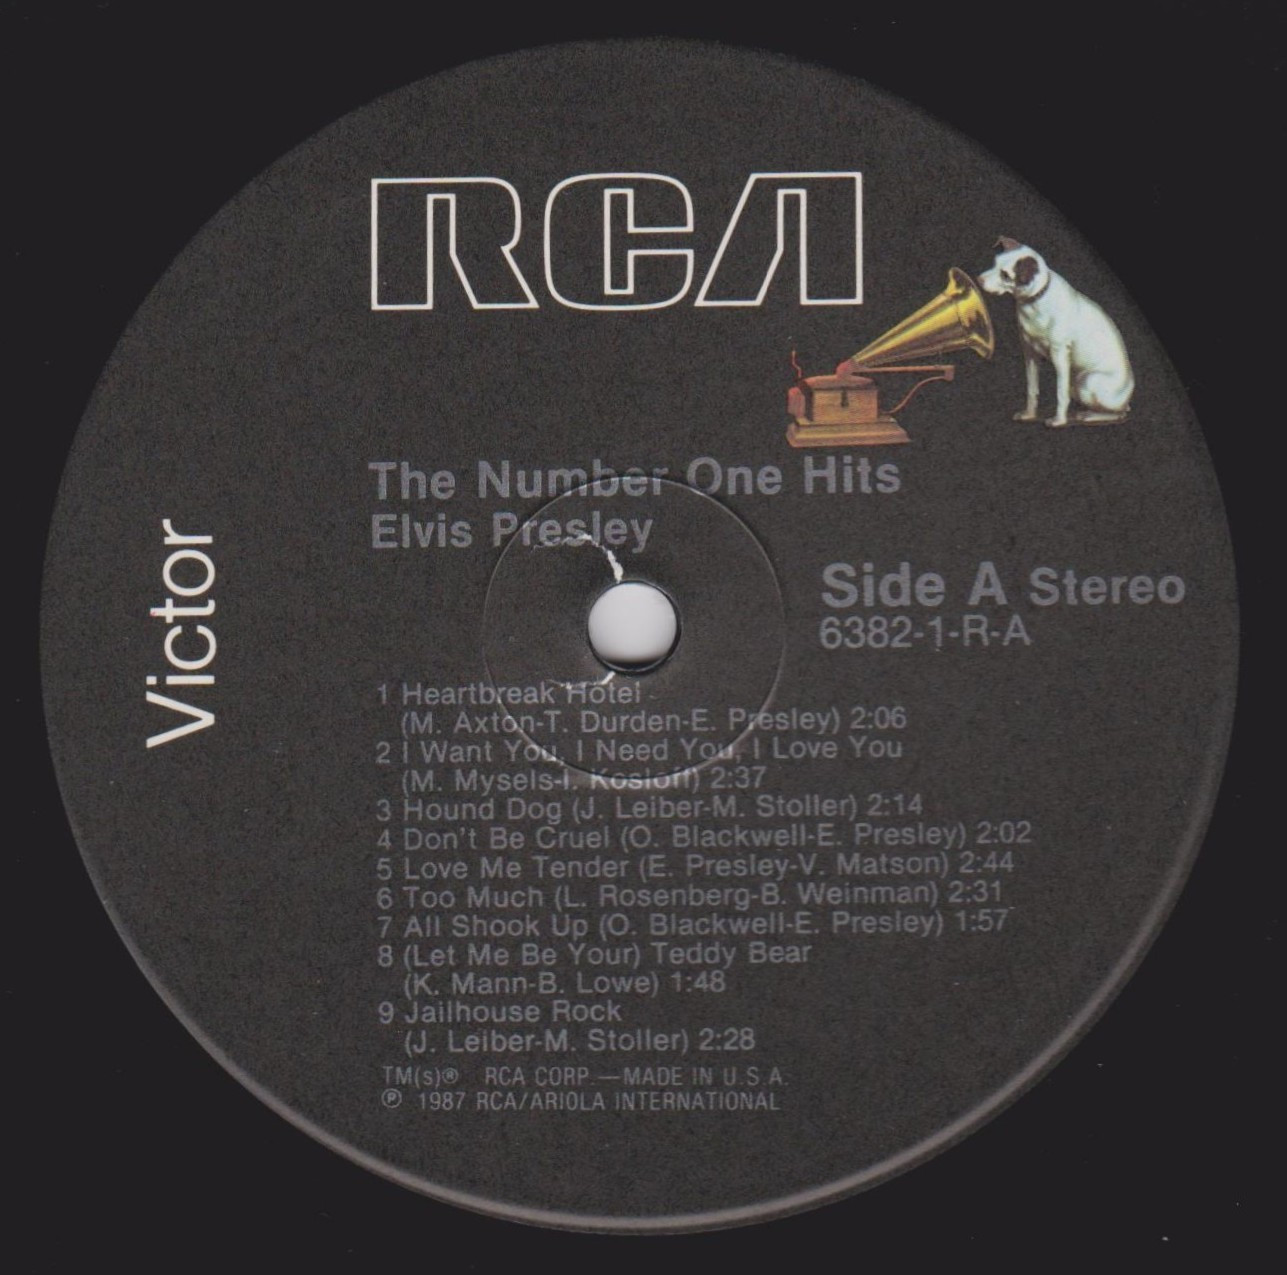 RCA
Victor
The Number One Hits
Elvis Presley
Side A Stereo
6382-1-R-A
1 Heartbreak Hotel
(M. Axton-T. Durden-E. Presley) 2:06
2 I Want You, I Need You, I Love You
(M. Mysels-I. Kosloff) 2:37
3 Hound Dog (J. Leiber-M. Stoller) 2:14
4 Don't Be Cruel (O. Blackwell-E. Presley) 2:02
5 Love Me Tender (E. Presley-V. Matson) 2:44
6 Too Much (L. Rosenberg-B. Weinman) 2:31
7 All Shook Up (O. Blackwell-E. Presley) 1:57
8 (Let Me Be Your) Teddy Bear
(K. Mann-B. Lowe) 1:48
9 Jailhouse Rock
(J. Leiber-M. Stoller) 2:28
TM(s)® RCA CORP.—MADE IN U.S.A.
℗ 1987 RCA/ARIOLA INTERNATIONAL